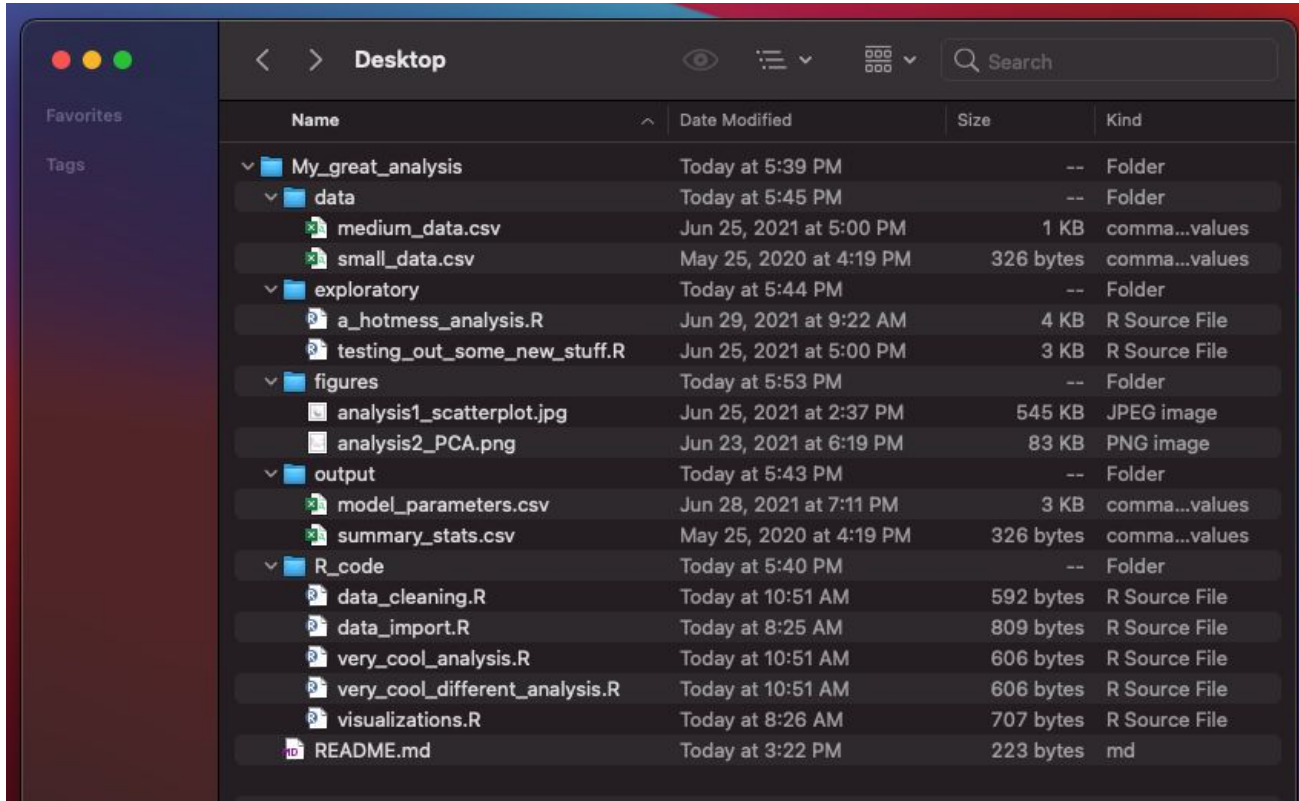 Desktop
Search
Favorites
Tags
Name Date Modified Size Kind
My_great_analysis Today at 5:39 PM -- Folder
data Today at 5:45 PM -- Folder
medium_data.csv Jun 25, 2021 at 5:00 PM 1 KB comma...values
small_data.csv May 25, 2020 at 4:19 PM 326 bytes comma...values
exploratory Today at 5:44 PM -- Folder
a_hotmess_analysis.R Jun 29, 2021 at 9:22 AM 4 KB R Source File
testing_out_some_new_stuff.R Jun 25, 2021 at 5:00 PM 3 KB R Source File
figures Today at 5:53 PM -- Folder
analysis1_scatterplot.jpg Jun 25, 2021 at 2:37 PM 545 KB JPEG image
analysis2_PCA.png Jun 23, 2021 at 6:19 PM 83 KB PNG image
output Today at 5:43 PM -- Folder
model_parameters.csv Jun 28, 2021 at 7:11 PM 3 KB comma...values
summary_stats.csv May 25, 2020 at 4:19 PM 326 bytes comma...values
R_code Today at 5:40 PM -- Folder
data_cleaning.R Today at 10:51 AM 592 bytes R Source File
data_import.R Today at 8:25 AM 809 bytes R Source File
very_cool_analysis.R Today at 10:51 AM 606 bytes R Source File
very_cool_different_analysis.R Today at 10:51 AM 606 bytes R Source File
visualizations.R Today at 8:26 AM 707 bytes R Source File
README.md Today at 3:22 PM 223 bytes md